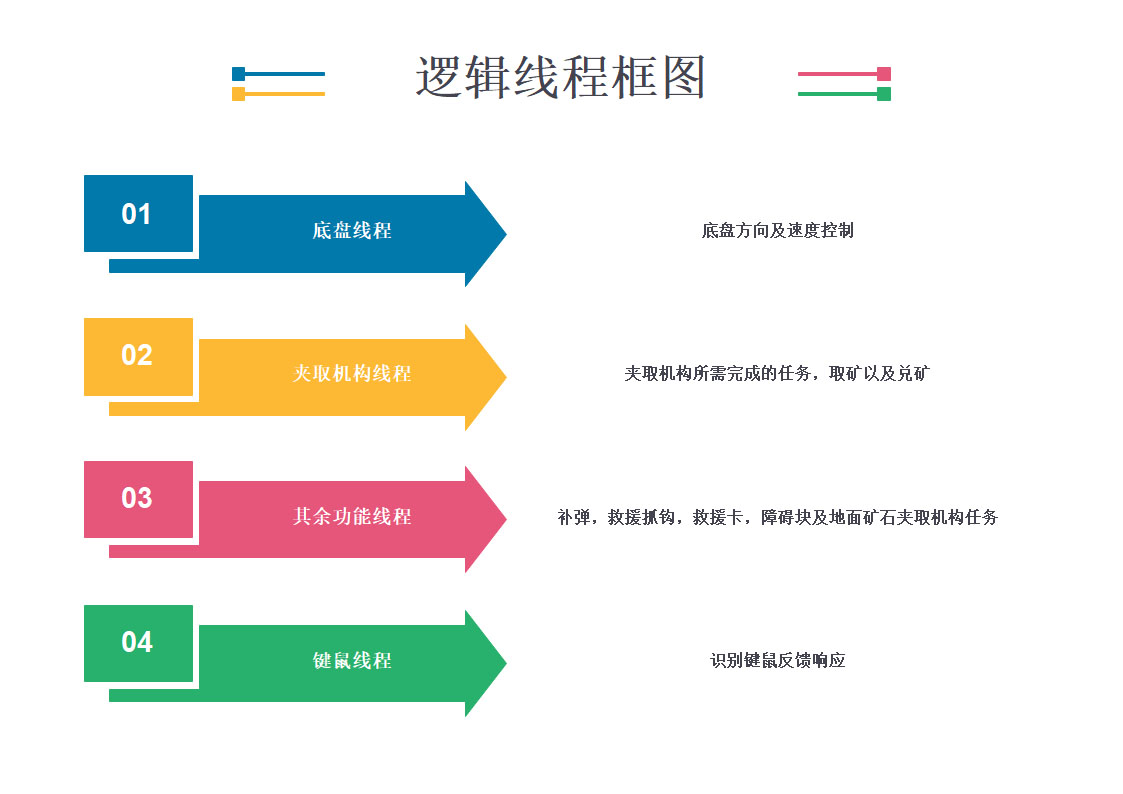 逻辑线程框图
01
底盘线程
底盘方向及速度控制
02
夹取机构线程
夹取机构所需完成的任务，取矿以及兑矿
03
其余功能线程
补弹，救援抓钩，救援卡，障碍块及地面矿石夹取机构任务
04
键鼠线程
识别键鼠反馈响应